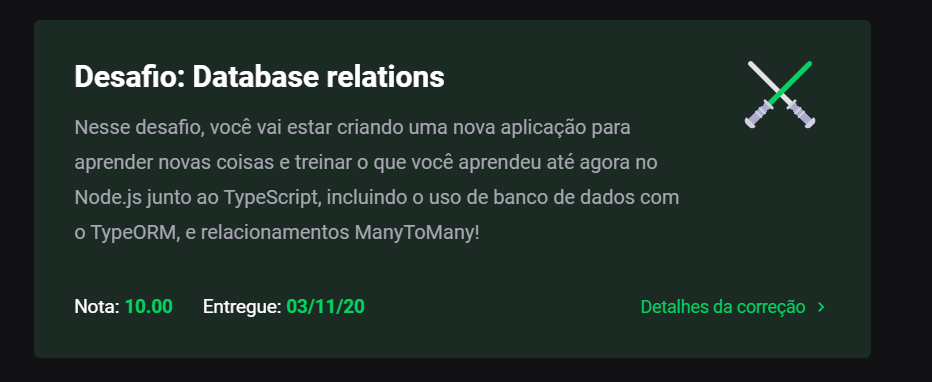 Desafio: Database relations
Nesse desafio, você vai estar criando uma nova aplicação para
aprender novas coisas e treinar o que você aprendeu até agora no
Node.js junto ao TypeScript, incluindo o uso de banco de dados com
o TypeORM, e relacionamentos ManyToMany!
Nota: 10.00 Entregue: 03/11/20 Detalhes da correção >